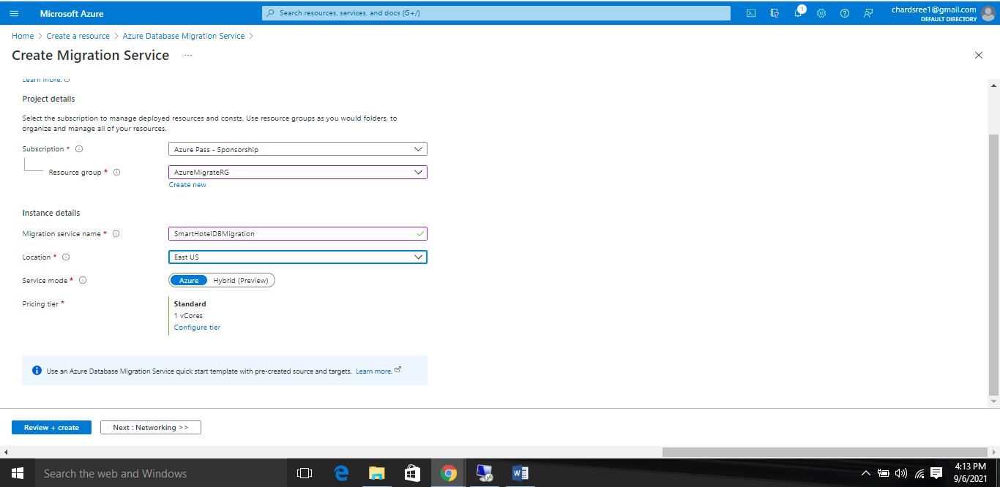 Microsoft Azure
Search resources, services, and docs (G+/)
1
chardsree1@gmail.com
DEFAULT DIRECTORY
Home > Create a resource > Azure Database Migration Service >
Create Migration Service ...
Learn more.
Project details
Select the subscription to manage deployed resources and consts. Use resource groups as you would folders, to
organize and manage all of your resources.
Subscription *
Azure Pass - Sponsorship
Resource group *
AzureMigrateRG
Create new
Instance details
Migration service name *
SmartHotelDBMigration
Location *
East US
Service mode *
Azure Hybrid (Preview)
Pricing tier *
Standard
1 vCores
Configure tier
Use an Azure Database Migration Service quick start template with pre-created source and targets. Learn more.
Review + create
Next : Networking >>
Search the web and Windows
4:13 PM
9/6/2021